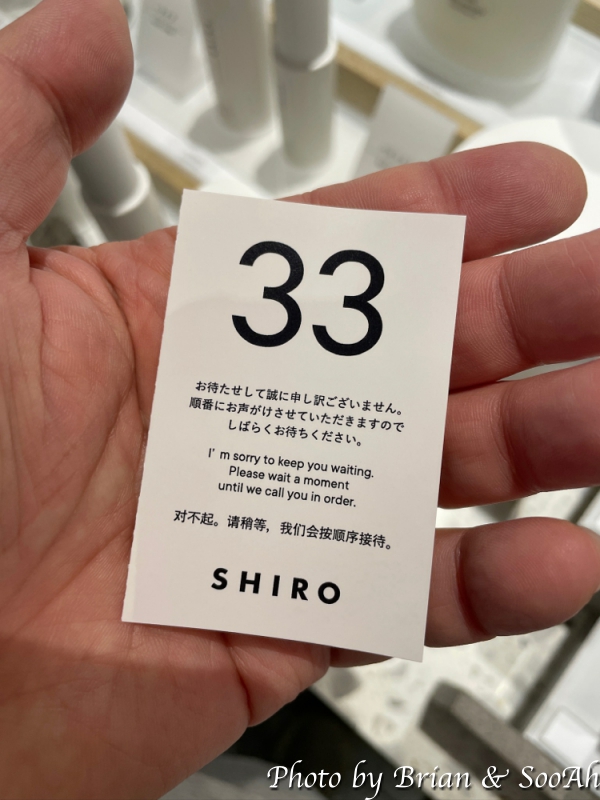 33
お待たせして誠に申し訳ございません。
順番にお声がけさせていただきますので
しばらくお待ちください。
I' m sorry to keep you waiting.
Please wait a moment
until we call you in order.
对不起。请稍等，我们会按顺序接待。
SHIRO
Photo by Brian & SooAh